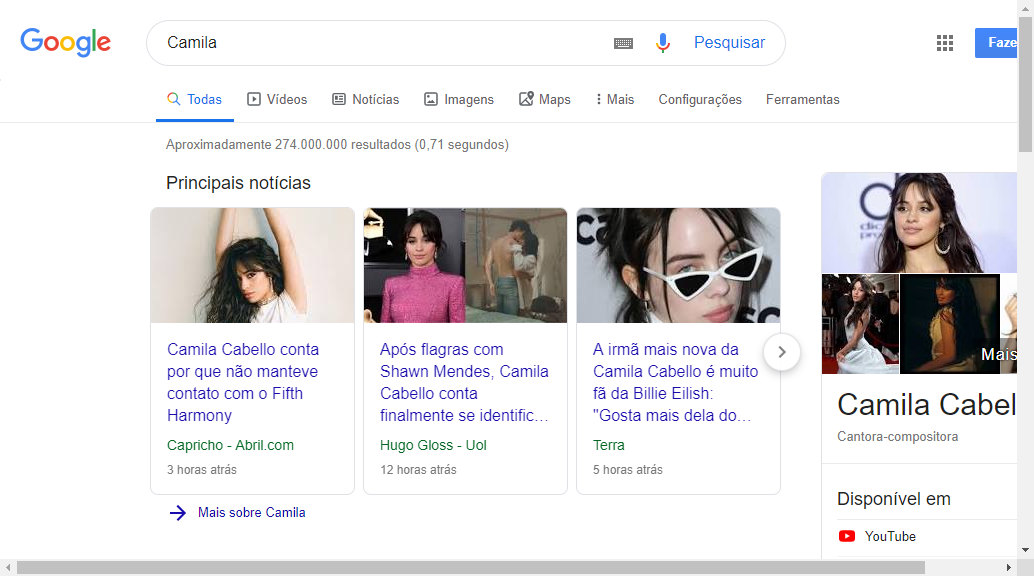 Google
Camila
Pesquisar
Faze
Todas
Vídeos
Notícias
Imagens
Maps
Mais
Configurações
Ferramentas
Aproximadamente 274.000.000 resultados (0,71 segundos)
Principais notícias
Camila Cabello conta
por que não manteve
contato com o Fifth
Harmony
Capricho - Abril.com
3 horas atrás
Após flagras com
Shawn Mendes, Camila
Cabello conta
finalmente se identific…
Hugo Gloss - Uol
12 horas atrás
A irmã mais nova da
Camila Cabello é muito
fã da Billie Eilish:
"Gosta mais dela do…
Terra
5 horas atrás
Mais sobre Camila
Mais
Camila Cabel
Cantora-compositora
Disponível em
YouTube